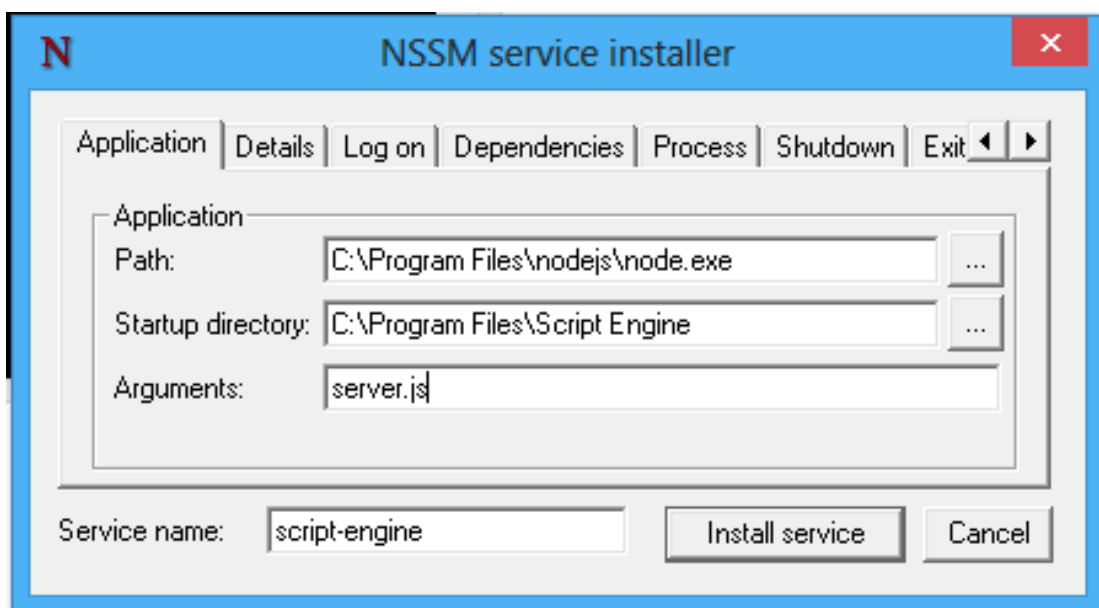 N NSSM service installer
Application Details Log on Dependencies Process Shutdown Exit
Application
Path: C:\Program Files\nodejs\node.exe ...
Startup directory: C:\Program Files\Script Engine ...
Arguments: server.js
Service name: script-engine Install service Cancel